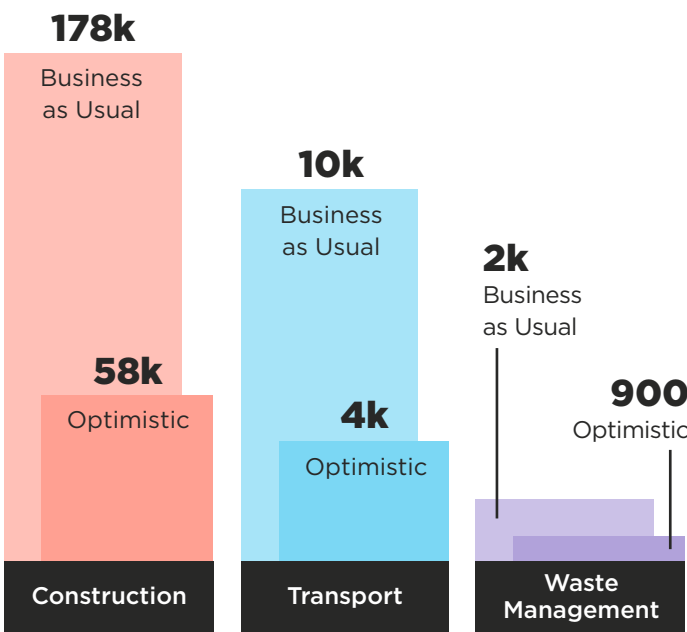 178k
Business
as Usual
58k
Optimistic
Construction
10k
Business
as Usual
4k
Optimistic
Transport
2k
Business
as Usual
900
Optimistic
Waste
Management